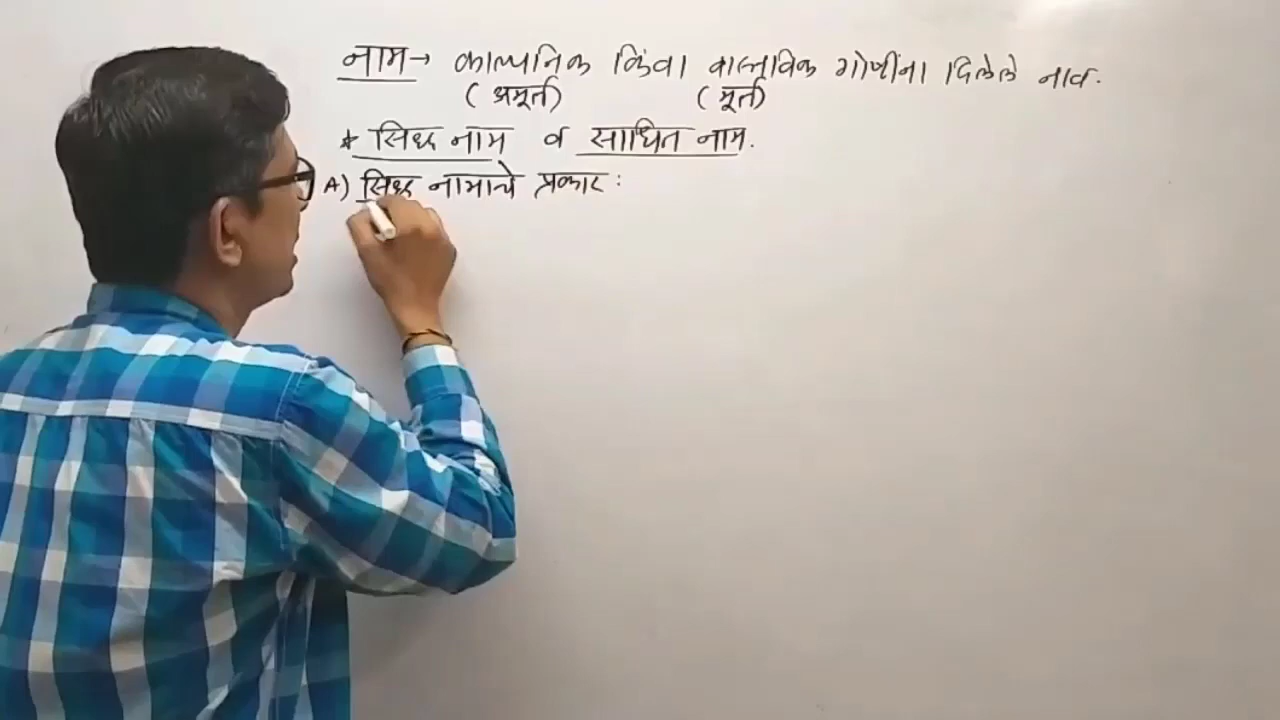 नाम → काल्पनिक किंवा वास्तविक गोष्टींना दिलेले नाव.
(अमूर्त) (मूर्त)
* सिध्द नाम व साधित नाम.
A) सिध्द नामाचे प्रकार :